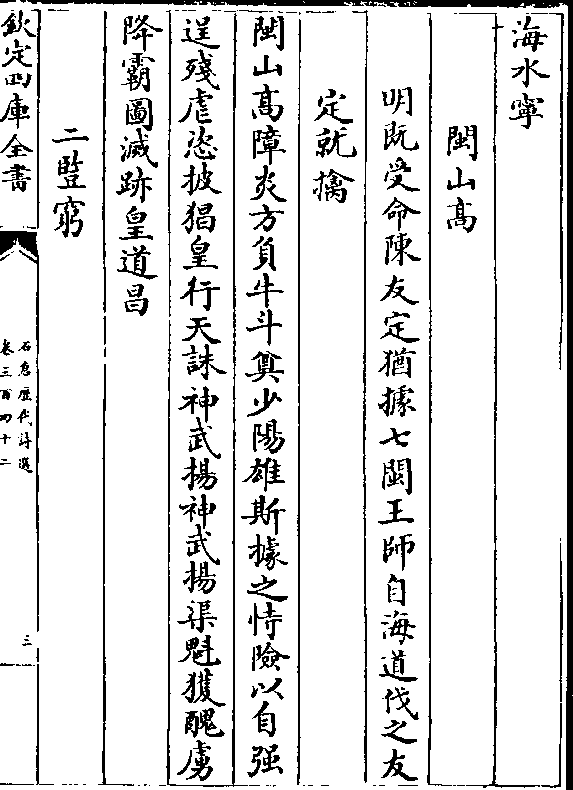 海水寧
閩山高
明既受命陳友定猶據七閩王師自海道伐之友
定就擒
閩山高障炎方負牛斗奠少陽雄斯據之恃險以自强
逞殘虐恣披猖皇行天誅神武揚神武揚渠魁獲醜虜
降霸圖滅跡皇道昌
二豎窮
欽定四庫全書
石倉歷代詩選
卷三百四十二
三